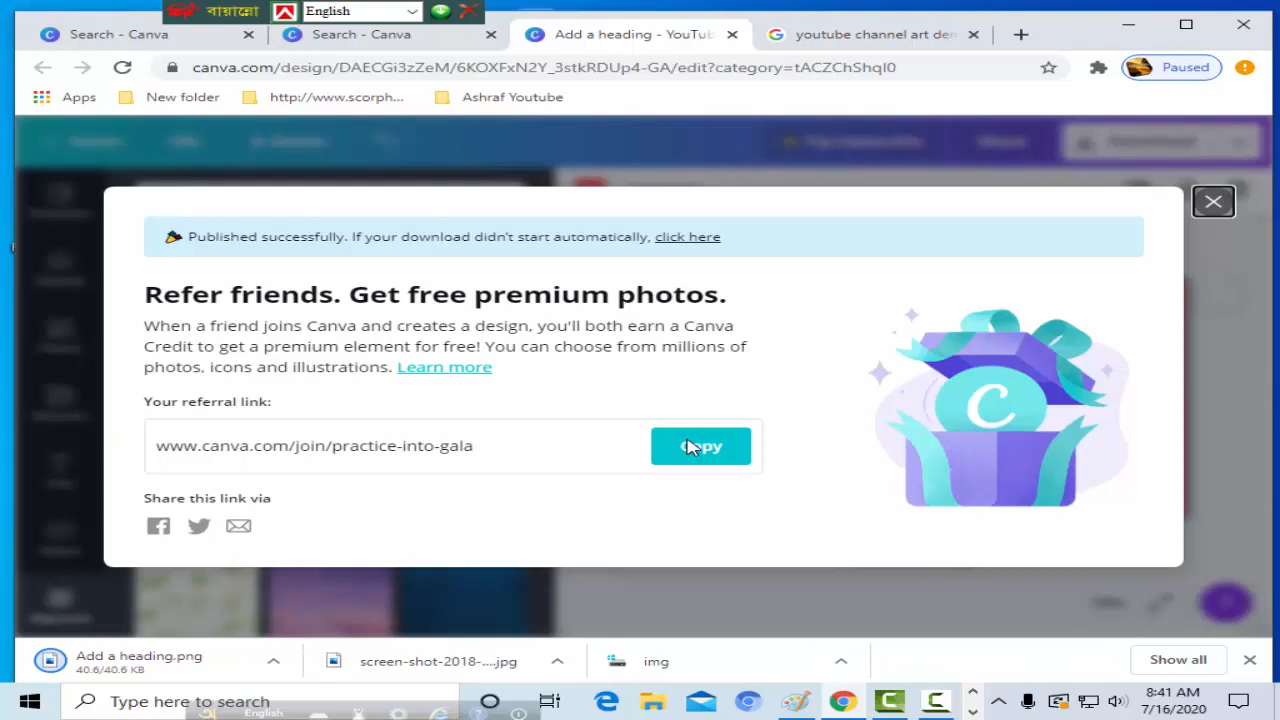 বায়ান্নো English
Search - Canva
Search - Canva
Add a heading - YouTub
youtube channel art den
canva.com/design/DAECGi3zZeM/6KOXFxN2Y_3stkRDUp4-GA/edit?category=tACZChShqI0
Paused
Apps
New folder
http://www.scorph...
Ashraf Youtube
Published successfully. If your download didn't start automatically, click here
Refer friends. Get free premium photos.
When a friend joins Canva and creates a design, you'll both earn a Canva
Credit to get a premium element for free! You can choose from millions of
photos, icons and illustrations. Learn more
Your referral link:
www.canva.com/join/practice-into-gala
Copy
Share this link via
Add a heading.png
40.6/40.6 KB
screen-shot-2018-....jpg
img
Show all
Type here to search
English
8:41 AM
7/16/2020